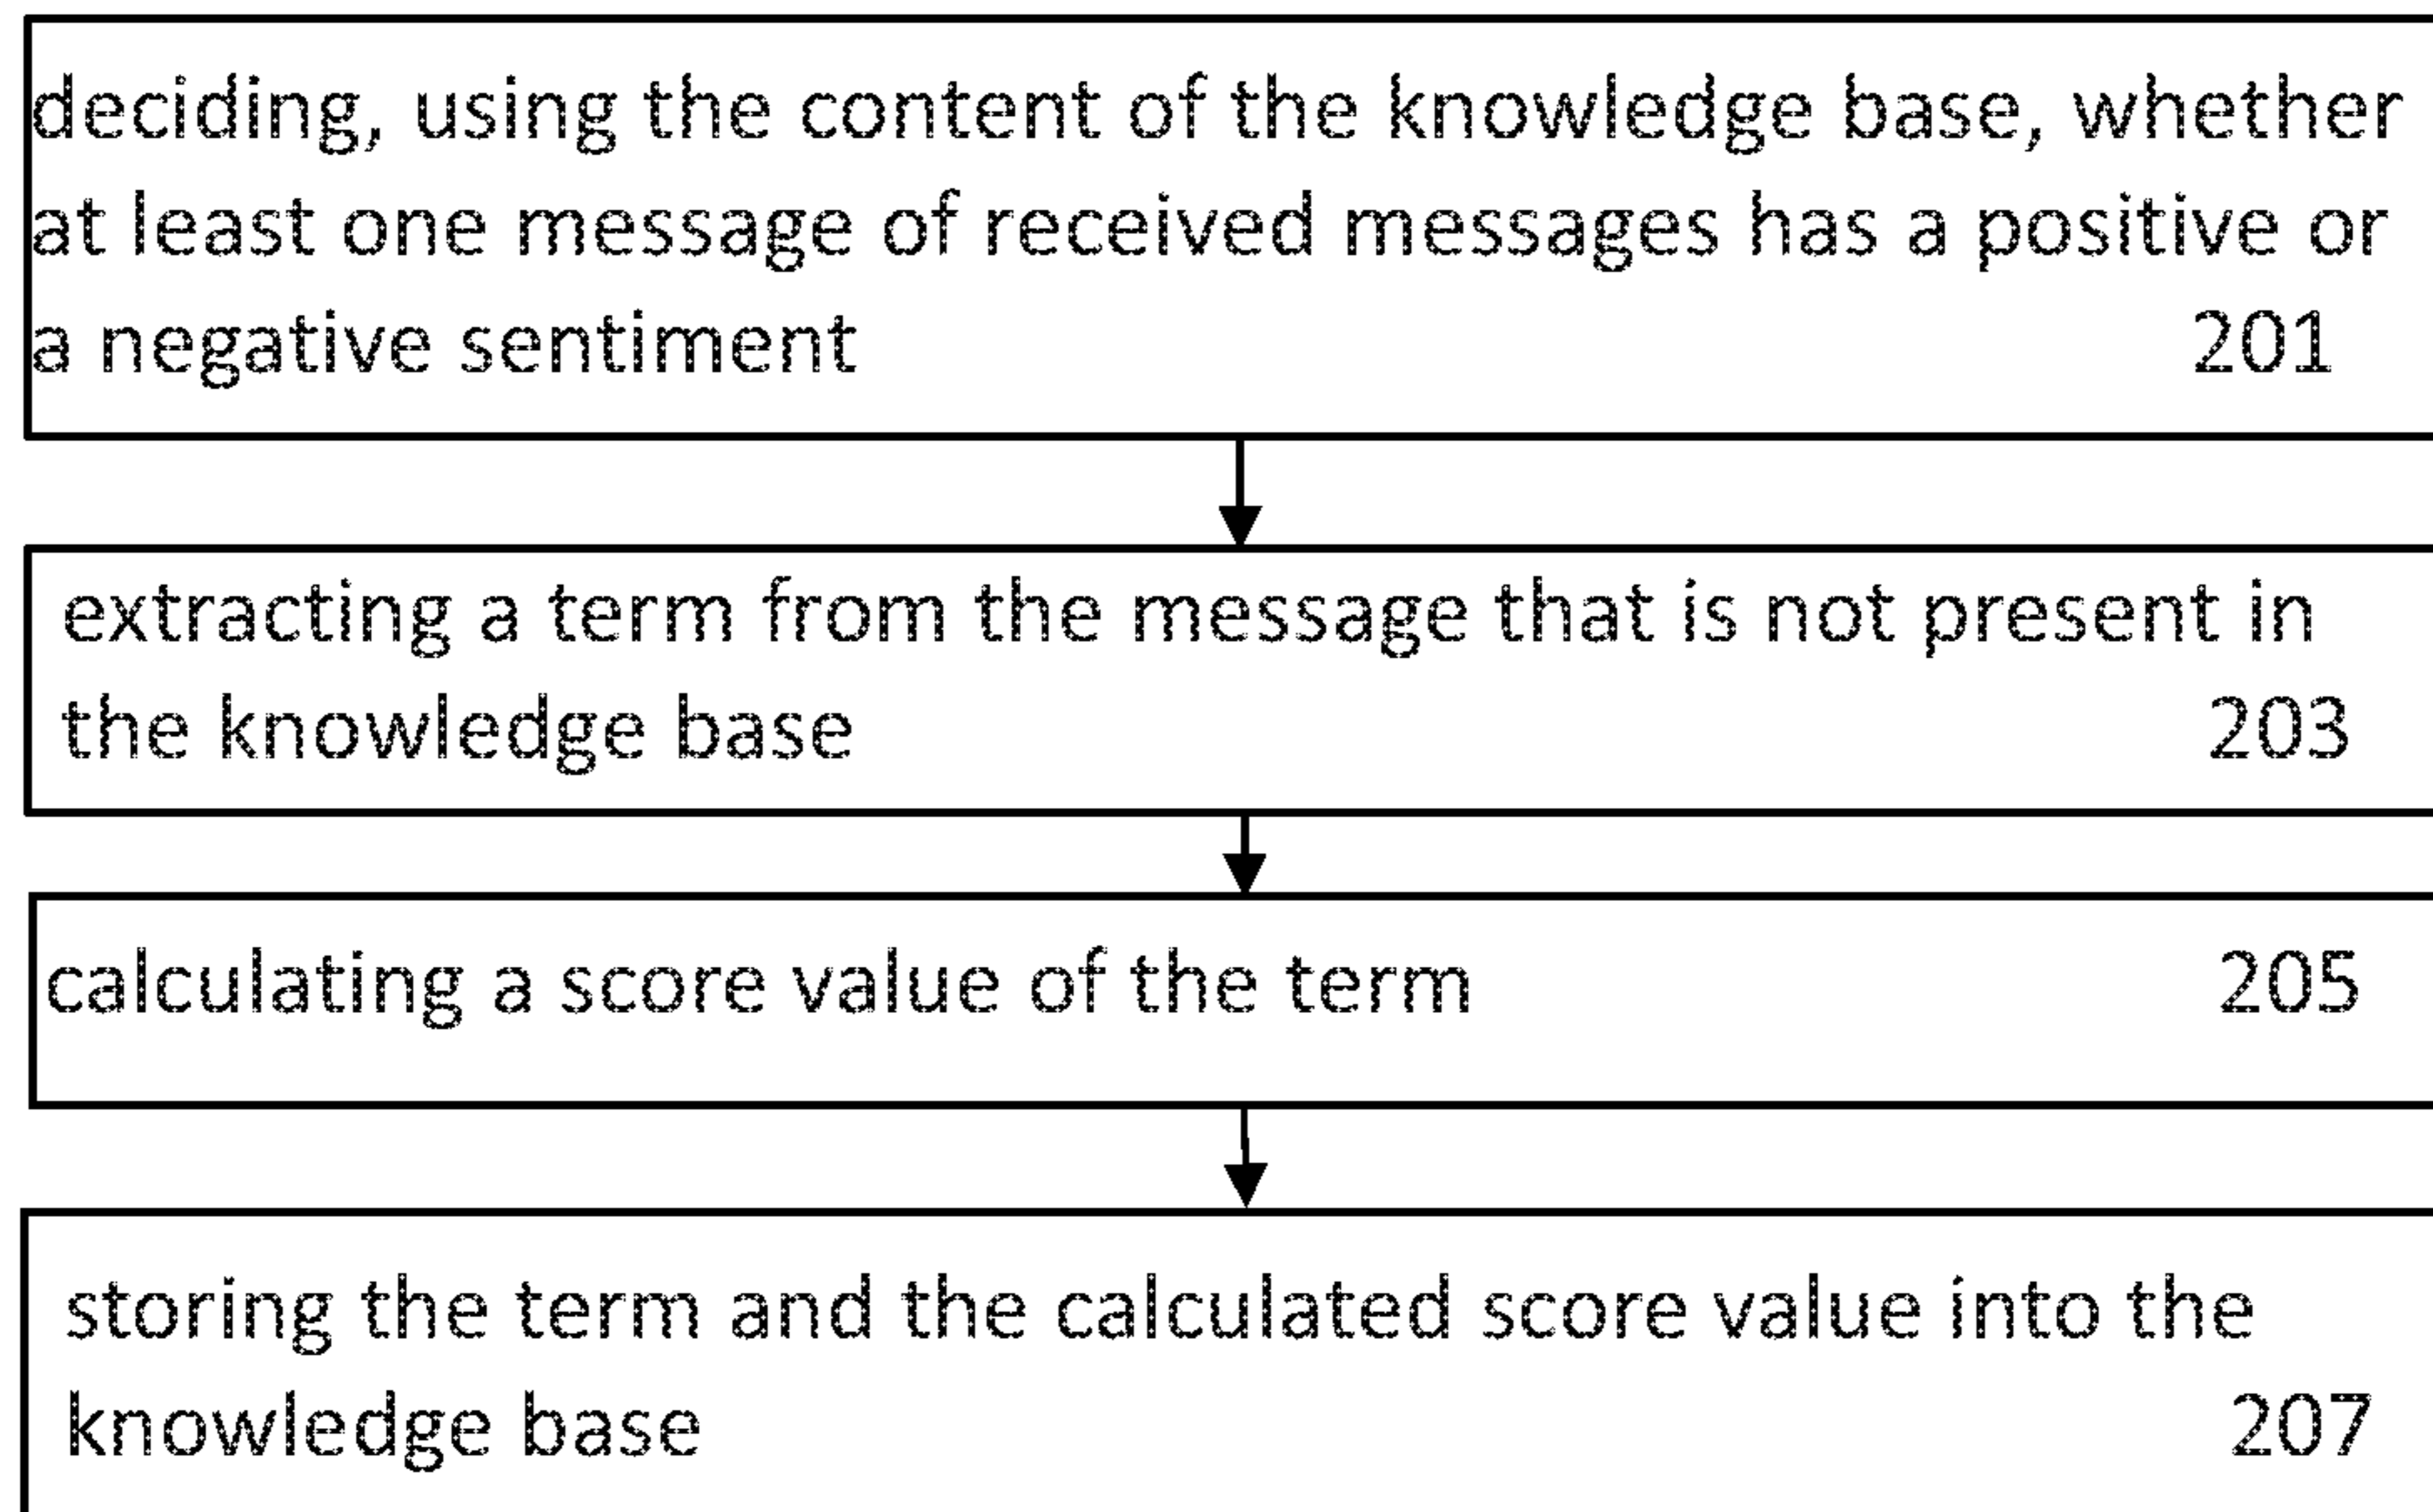 deciding, using the content of the knowledge base, whether
at least one message of received messages has a positive or
a negative sentiment 201
extracting a term from the message that is not present in
the knowledge base 203
calculating a score value of the term 205
storing the term and the calculated score value into the
knowledge base 207